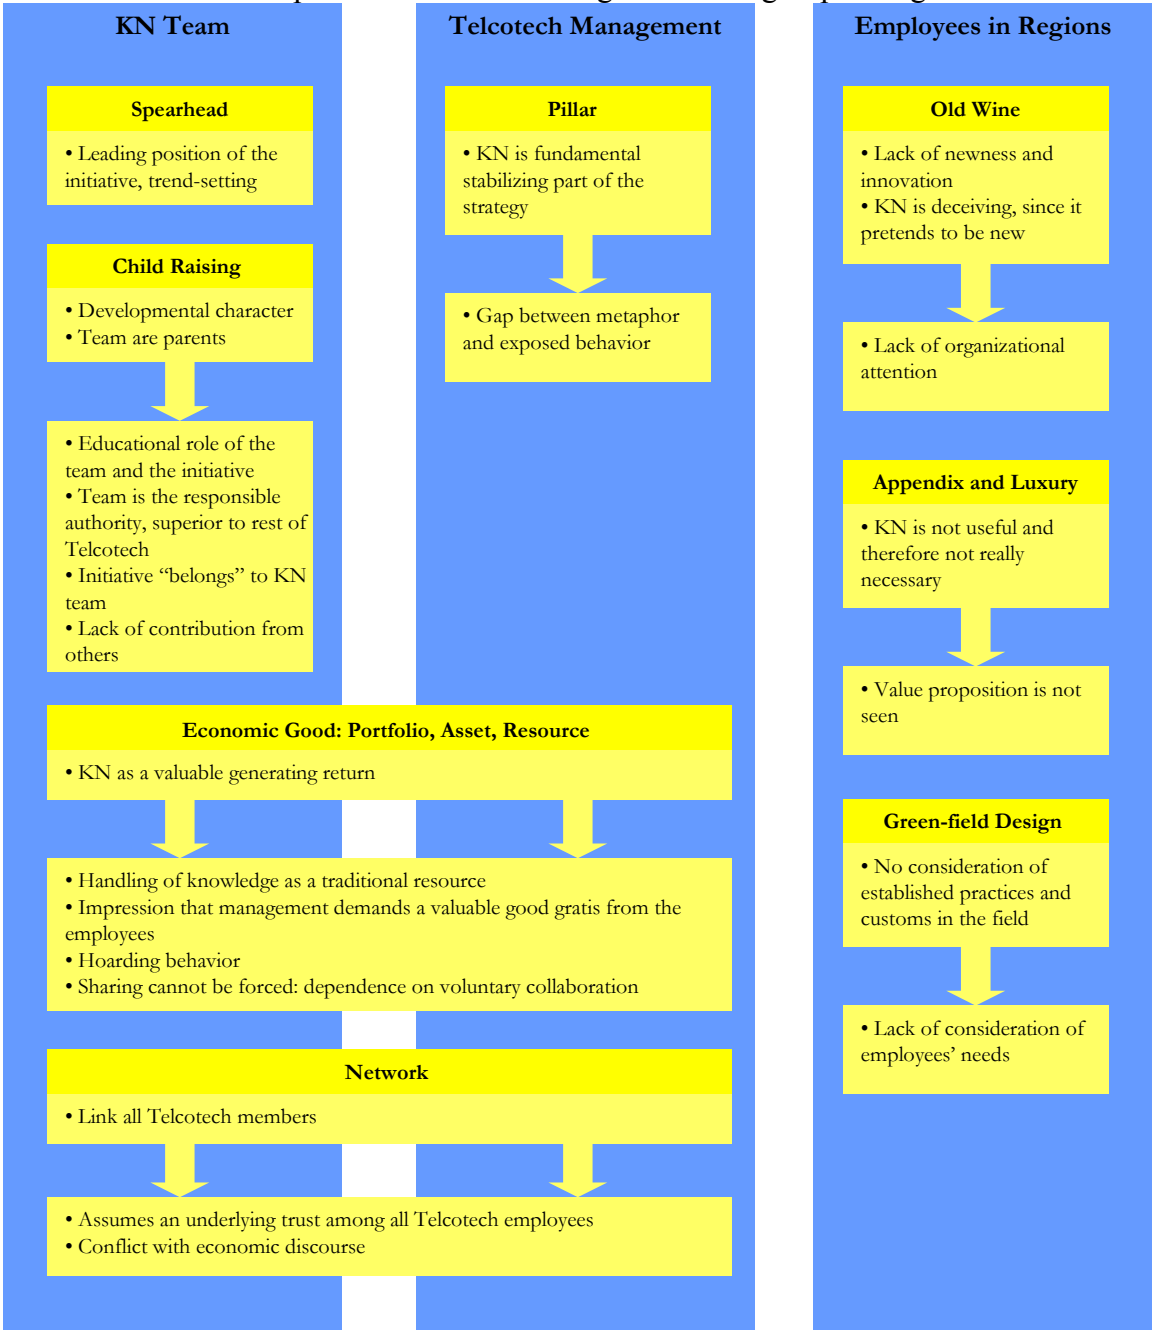 KN Team
Spearhead
• Leading position of the
initiative, trend-setting
Child Raising
• Developmental character
• Team are parents
• Educational role of the
team and the initiative
• Team is the responsible
authority, superior to rest of
Telcotech
• Initiative “belongs” to KN
team
• Lack of contribution from
others
Telcotech Management
Pillar
• KN is fundamental
stabilizing part of the
strategy
• Gap between metaphor
and exposed behavior
Economic Good: Portfolio, Asset, Resource
• KN as a valuable generating return
• Handling of knowledge as a traditional resource
• Impression that management demands a valuable good gratis from the
employees
• Hoarding behavior
• Sharing cannot be forced: dependence on voluntary collaboration
Network
• Link all Telcotech members
• Assumes an underlying trust among all Telcotech employees
• Conflict with economic discourse
Employees in Regions
Old Wine
• Lack of newness and
innovation
• KN is deceiving, since it
pretends to be new
• Lack of organizational
attention
Appendix and Luxury
• KN is not useful and
therefore not really
necessary
• Value proposition is not
seen
Green-field Design
• No consideration of
established practices and
customs in the field
• Lack of consideration of
employees’ needs